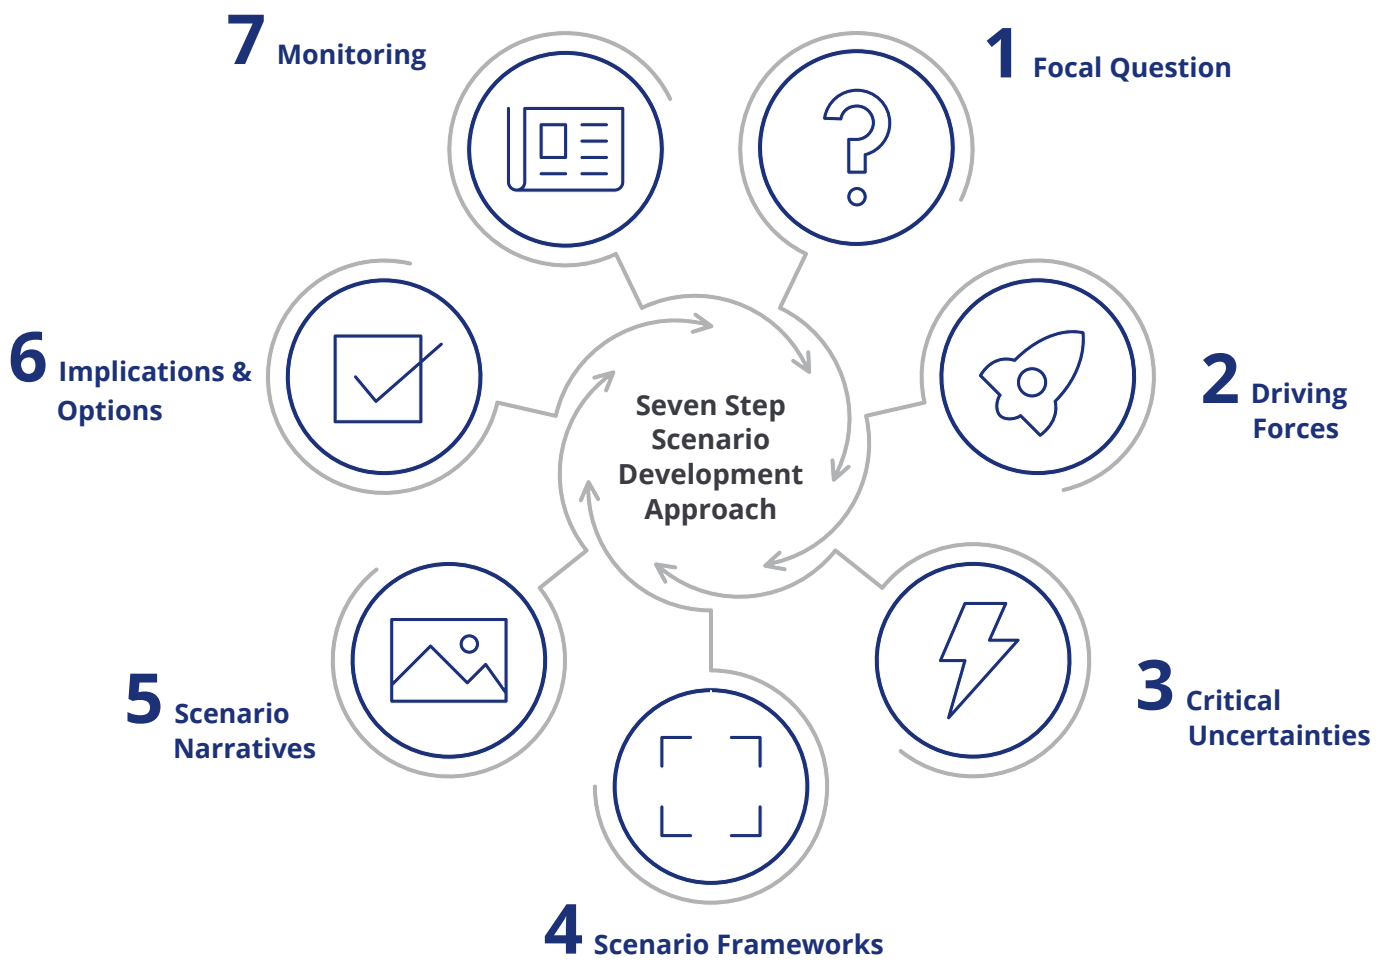 7 Monitoring
1 Focal Question
6 Implications &
Options
2 Driving
Forces
Seven Step
Scenario
Development
Approach
5 Scenario
Narratives
3 Critical
Uncertainties
4 Scenario Frameworks